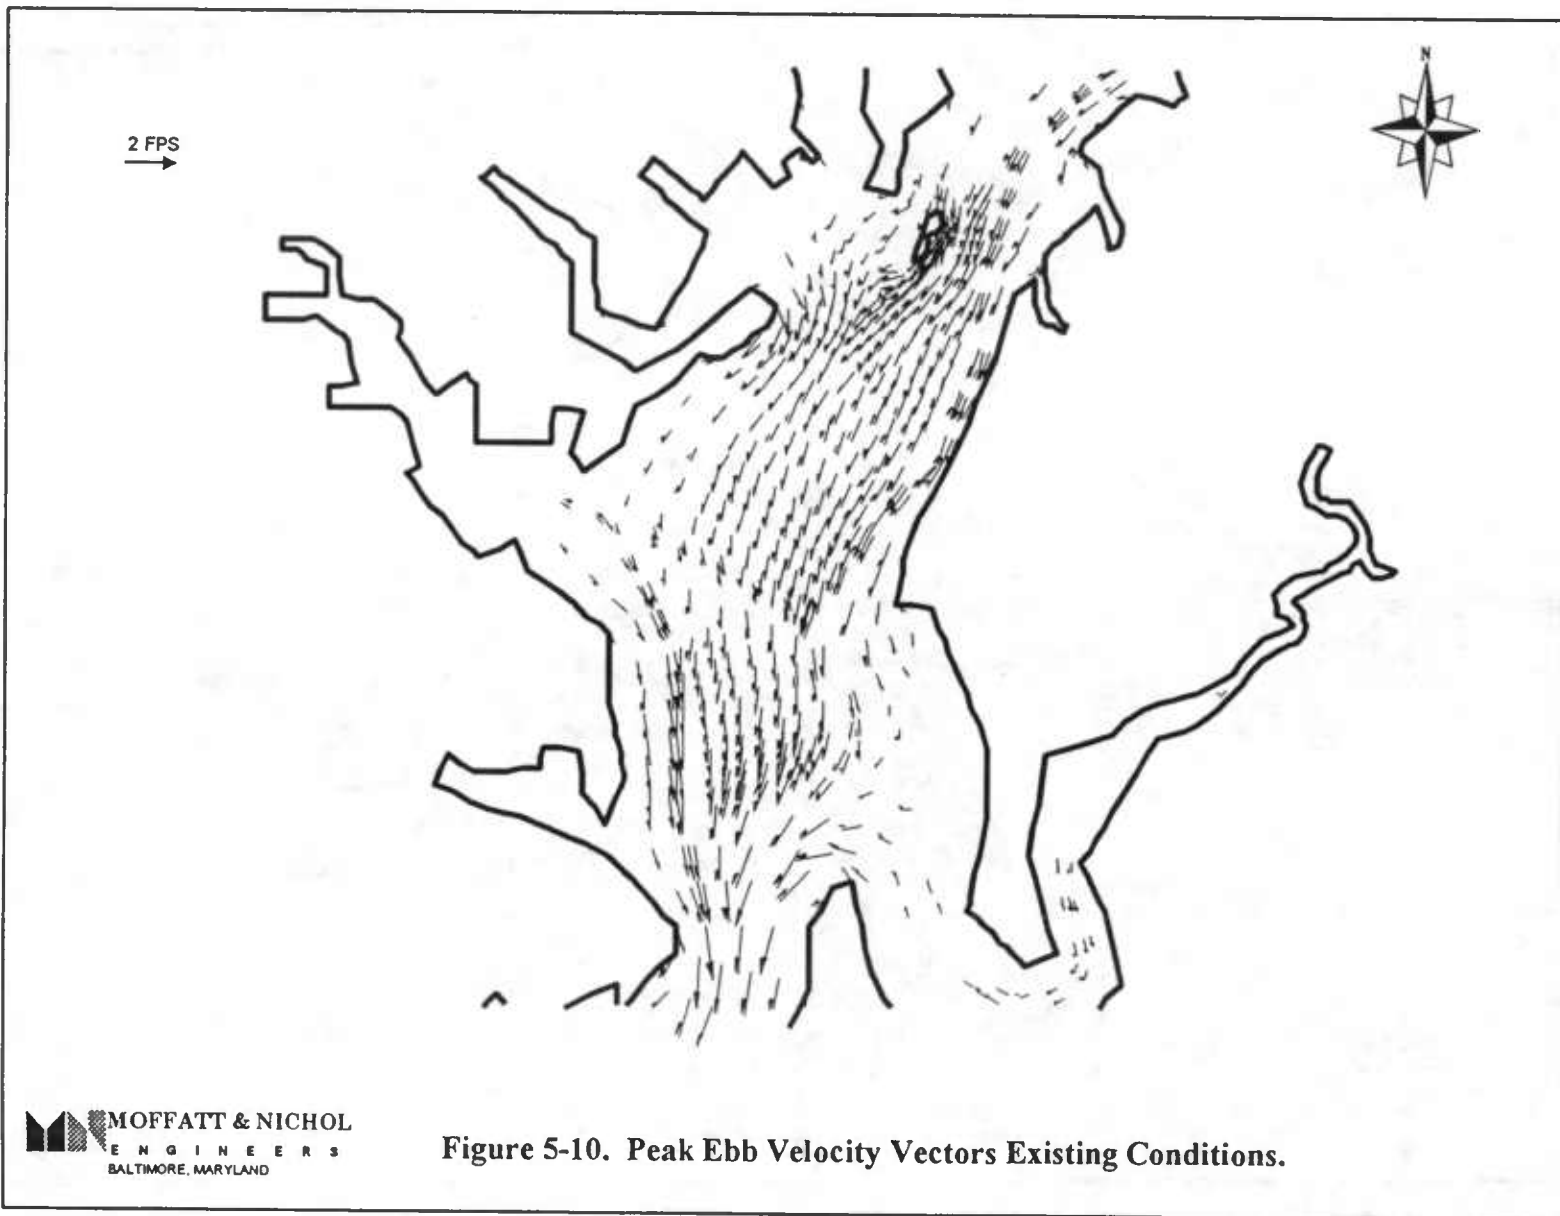 N
2 FPS
MOFFATT & NICHOL
ENGINEERS
BALTIMORE, MARYLAND
Figure 5-10. Peak Ebb Velocity Vectors Existing Conditions.